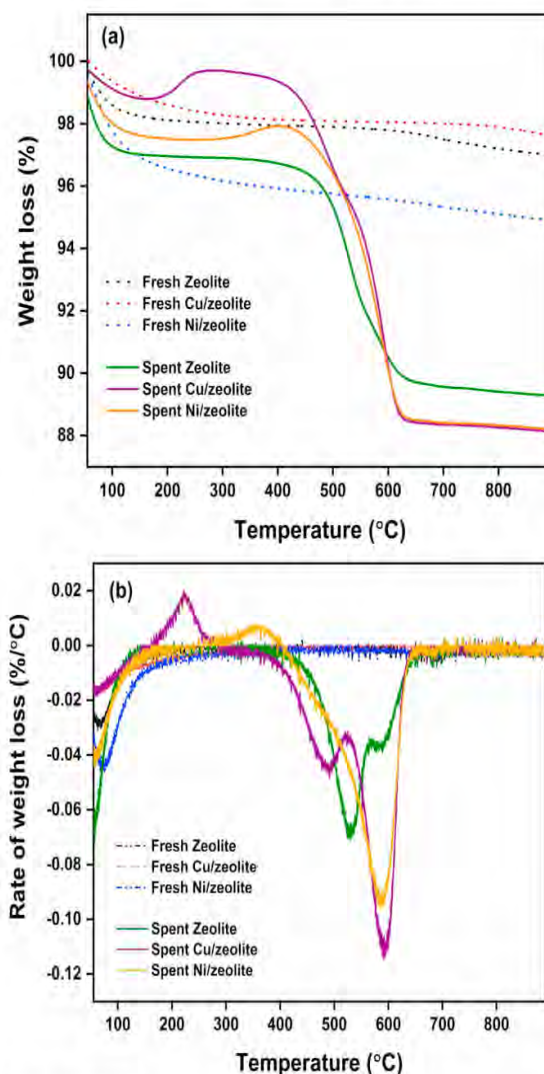 (a)
Weight loss (%)
100
98
96
94
92
90
88
Fresh Zeolite
Fresh Cu/zeolite
Fresh Ni/zeolite
Spent Zeolite
Spent Cu/zeolite
Spent Ni/zeolite
100 200 300 400 500 600 700 800
Temperature (°C)
(b)
Rate of weight loss (%/°C)
0.02
0.00
-0.02
-0.04
-0.06
-0.08
-0.10
-0.12
Fresh Zeolite
Fresh Cu/zeolite
Fresh Ni/zeolite
Spent Zeolite
Spent Cu/zeolite
Spent Ni/zeolite
100 200 300 400 500 600 700 800
Temperature (°C)